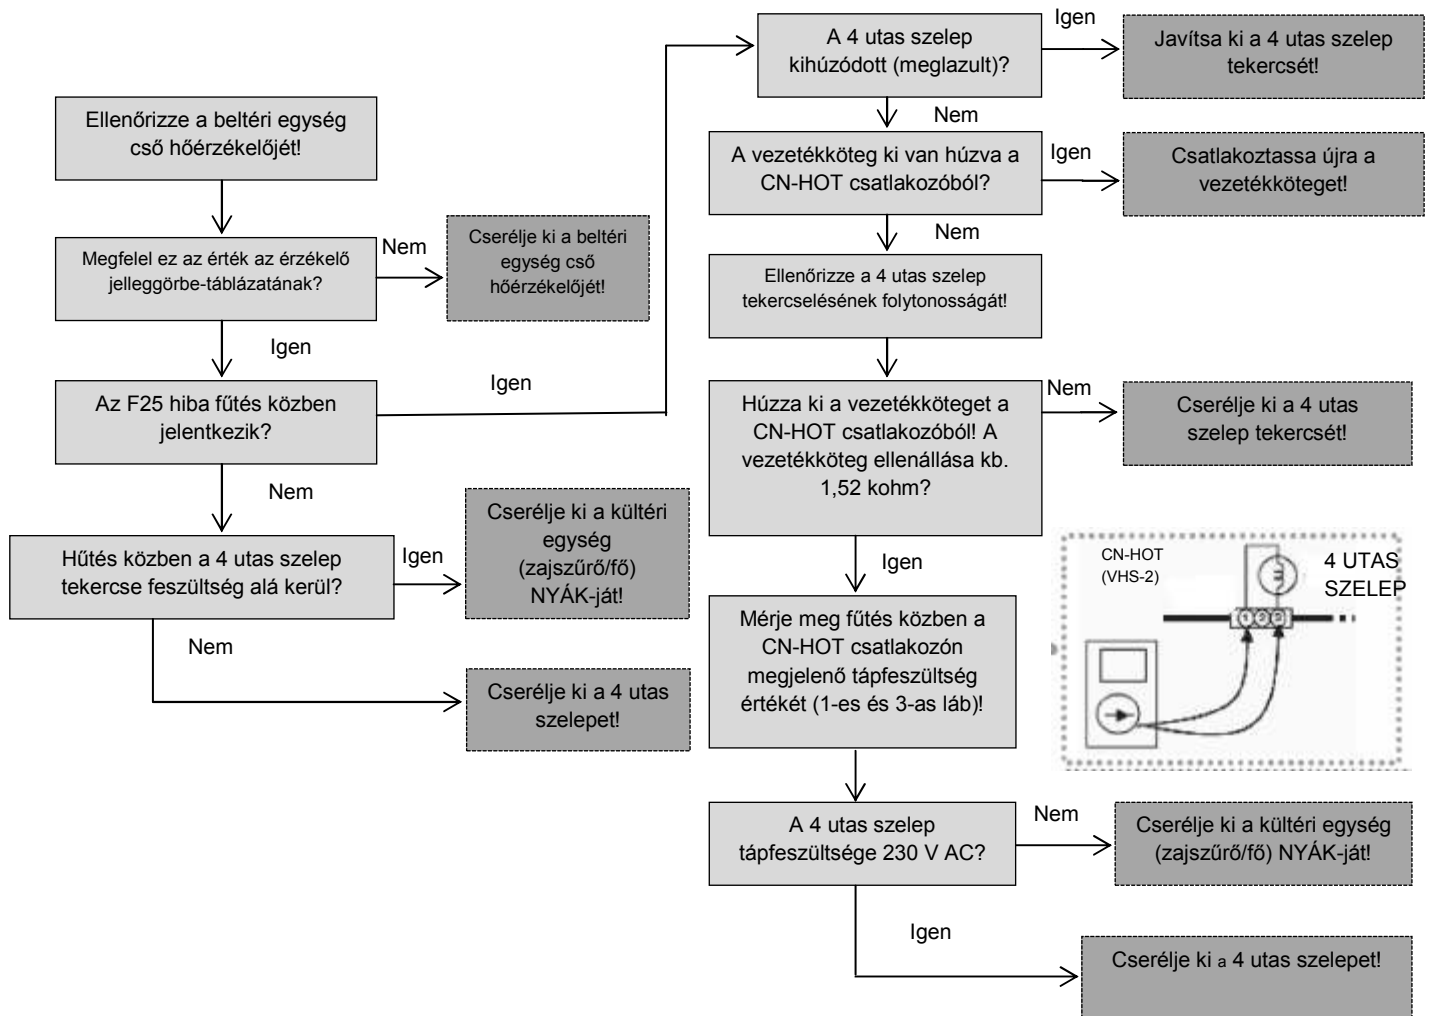 Ellenőrizze a beltéri egység
cső hőérzékelőjét!
Megfelel ez az érték az érzékelő
jelleggörbe-táblázatának?
Nem
Cserélje ki a beltéri
egység cső
hőérzékelőjét!
Igen
Az F25 hiba fűtés közben
jelentkezik?
Igen
Nem
Hűtés közben a 4 utas szelep
tekercse feszültség alá kerül?
Igen
Cserélje ki a kültéri
egység
(zajszűrő/fő)
NYÁK-ját!
Nem
Cserélje ki a 4 utas
szelepet!
A 4 utas szelep
kihúzódott (meglazult)?
Igen
Javítsa ki a 4 utas szelep
tekercsét!
Nem
A vezetékköteg ki van húzva a
CN-HOT csatlakozóból?
Igen
Csatlakoztassa újra a
vezetékköteget!
Nem
Ellenőrizze a 4 utas szelep
tekercselésének folytonosságát!
Húzza ki a vezetékköteget a
CN-HOT csatlakozóból! A
vezetékköteg ellenállása kb.
1,52 kohm?
Nem
Cserélje ki a 4 utas
szelep tekercsét!
Igen
Mérje meg fűtés közben a
CN-HOT csatlakozón
megjelenő tápfeszültség
értékét (1-es és 3-as láb)!
CN-HOT
(VHS-2)
4 UTAS
SZELEP
1 2 3
A 4 utas szelep
tápfeszültsége 230 V AC?
Nem
Cserélje ki a kültéri egység
(zajszűrő/fő) NYÁK-ját!
Igen
Cserélje ki a 4 utas szelepet!